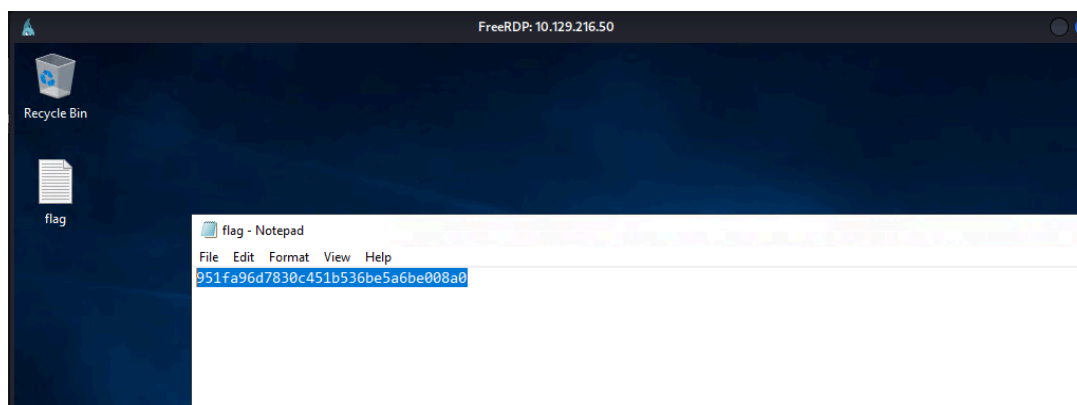 FreeRDP: 10.129.216.50
Recycle Bin
flag
flag - Notepad
File Edit Format View Help
951fa96d7830c451b536be5a6be008a0